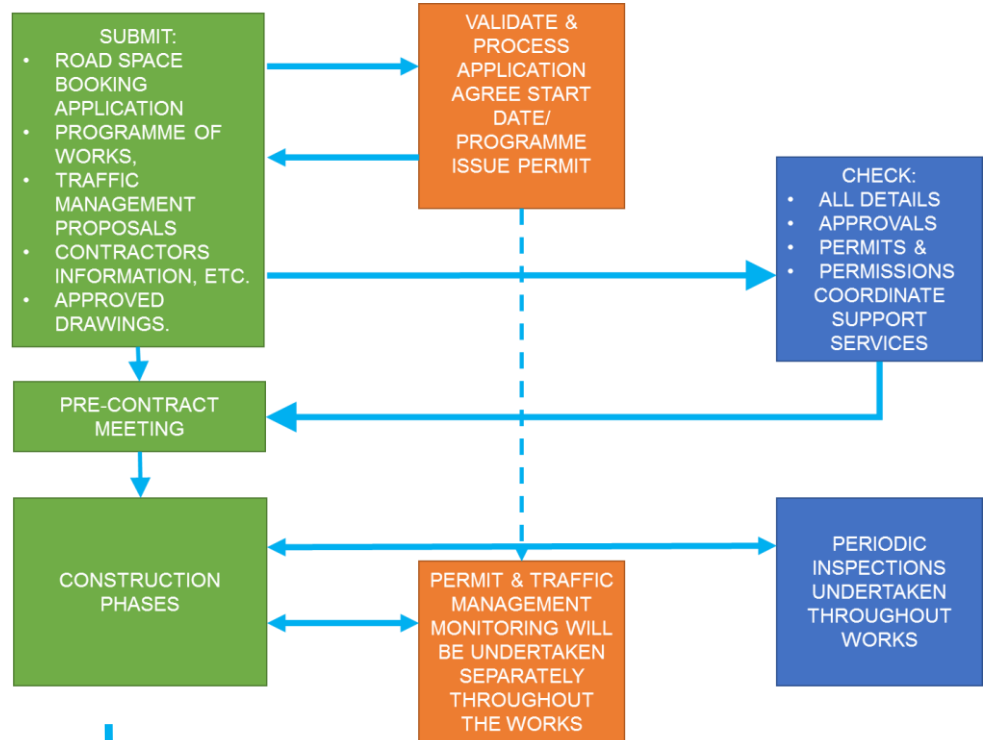 SUBMIT:
• ROAD SPACE
BOOKING
APPLICATION
• PROGRAMME OF
WORKS,
• TRAFFIC
MANAGEMENT
PROPOSALS
• CONTRACTORS
INFORMATION, ETC.
• APPROVED
DRAWINGS.
VALIDATE &
PROCESS
APPLICATION
AGREE START
DATE/
PROGRAMME
ISSUE PERMIT
CHECK:
• ALL DETAILS
• APPROVALS
• PERMITS &
• PERMISSIONS
COORDINATE
SUPPORT
SERVICES
PRE-CONTRACT
MEETING
CONSTRUCTION
PHASES
PERMIT & TRAFFIC
MANAGEMENT
MONITORING WILL
BE UNDERTAKEN
SEPARATELY
THROUGHOUT
THE WORKS
PERIODIC
INSPECTIONS
UNDERTAKEN
THROUGHOUT
WORKS